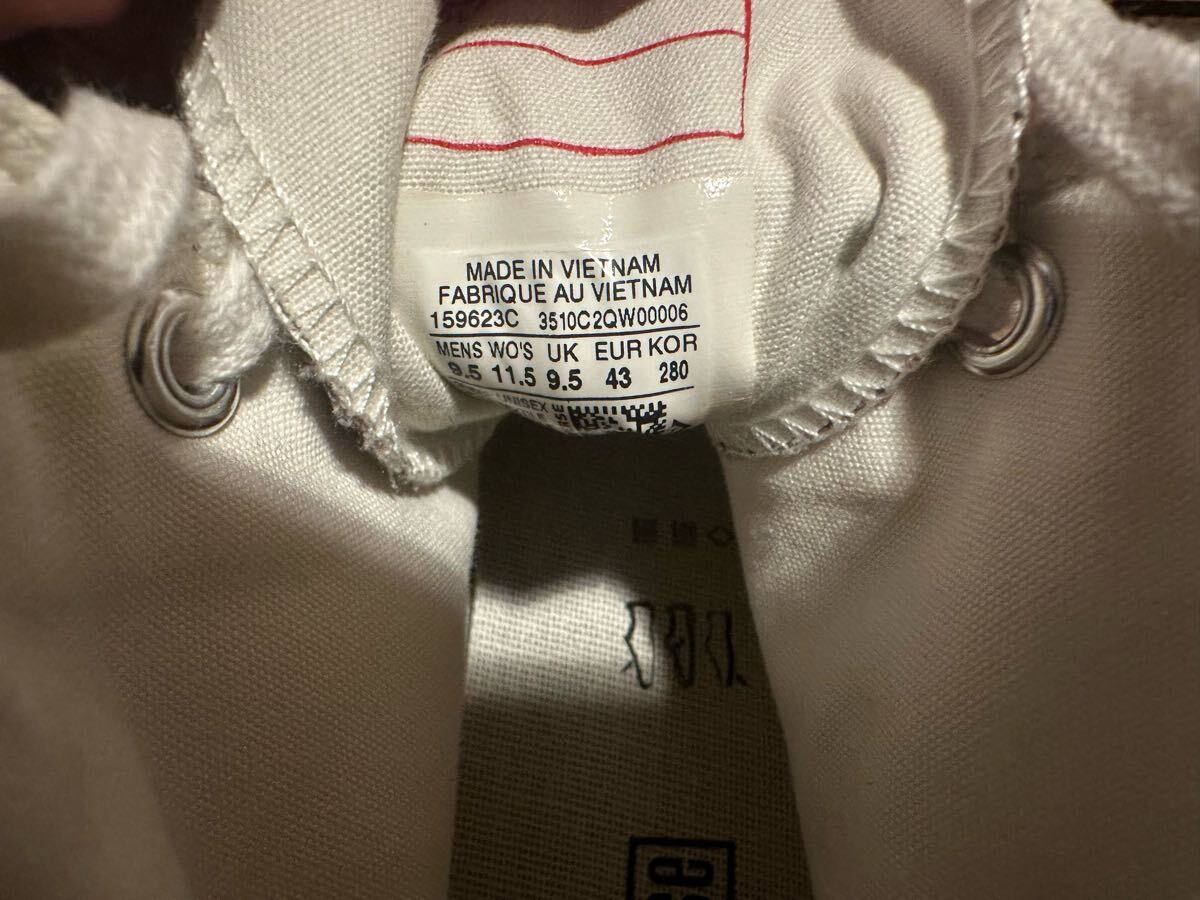 MADE IN VIETNAM
FABRIQUE AU VIETNAM
159623C 3510C2QW00006
MENS WO'S UK EUR KOR
9.5 11.5 9.5 43 280
UNISEX